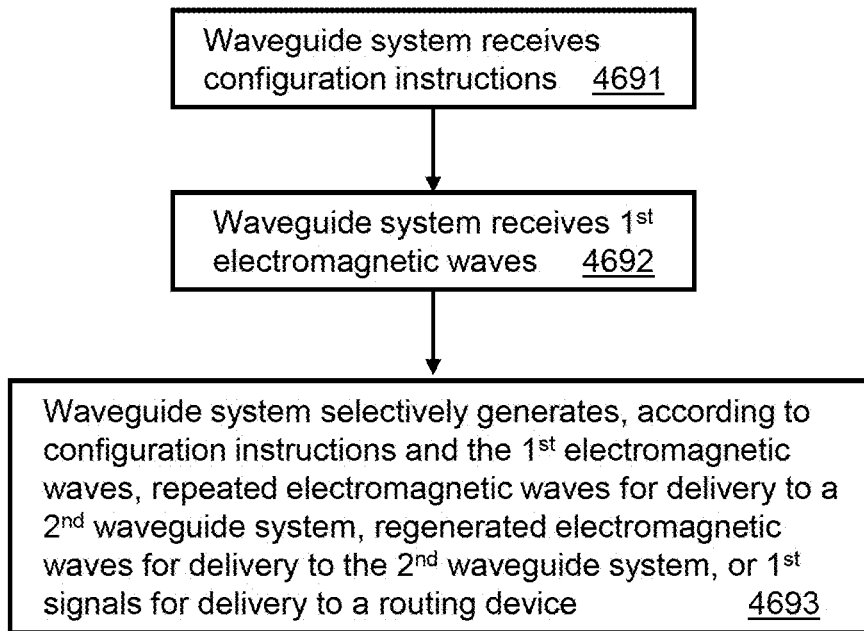 Waveguide system receives
configuration instructions 4691
Waveguide system receives 1st
electromagnetic waves 4692
Waveguide system selectively generates, according to
configuration instructions and the 1st electromagnetic
waves, repeated electromagnetic waves for delivery to a
2nd waveguide system, regenerated electromagnetic
waves for delivery to the 2nd waveguide system, or 1st
signals for delivery to a routing device 4693